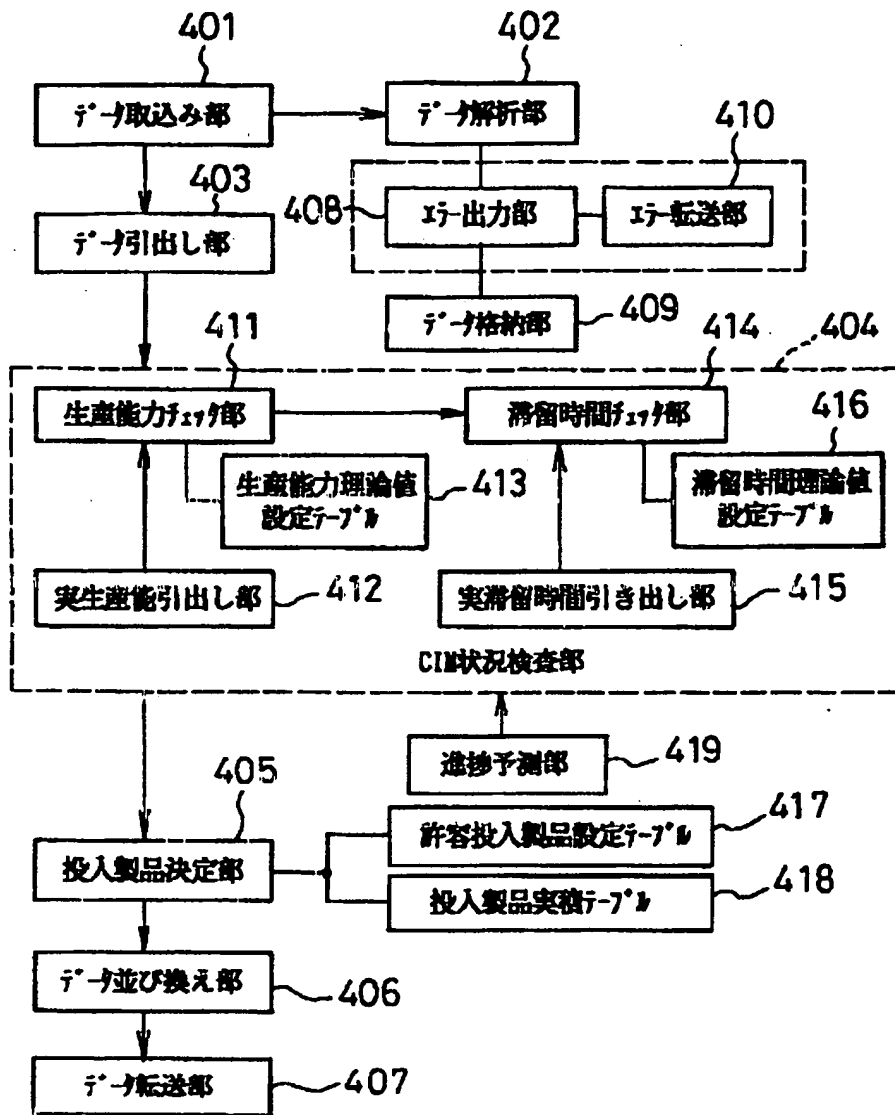 401
402
データ取込み部
データ解析部
410
403
408
エラー出力部
エラー転送部
データ引出し部
データ格納部
409
411
414
404
生産能力チェック部
滞留時間チェック部
416
生産能力理論値
設定テーブル
413
滞留時間理論値
設定テーブル
実生産能引出し部
412
実滞留時間引き出し部
415
CIM状況検査部
進捗予測部
419
405
417
許容投入製品設定テーブル
投入製品決定部
投入製品実積テーブル
418
データ並び換え部
406
データ転送部
407